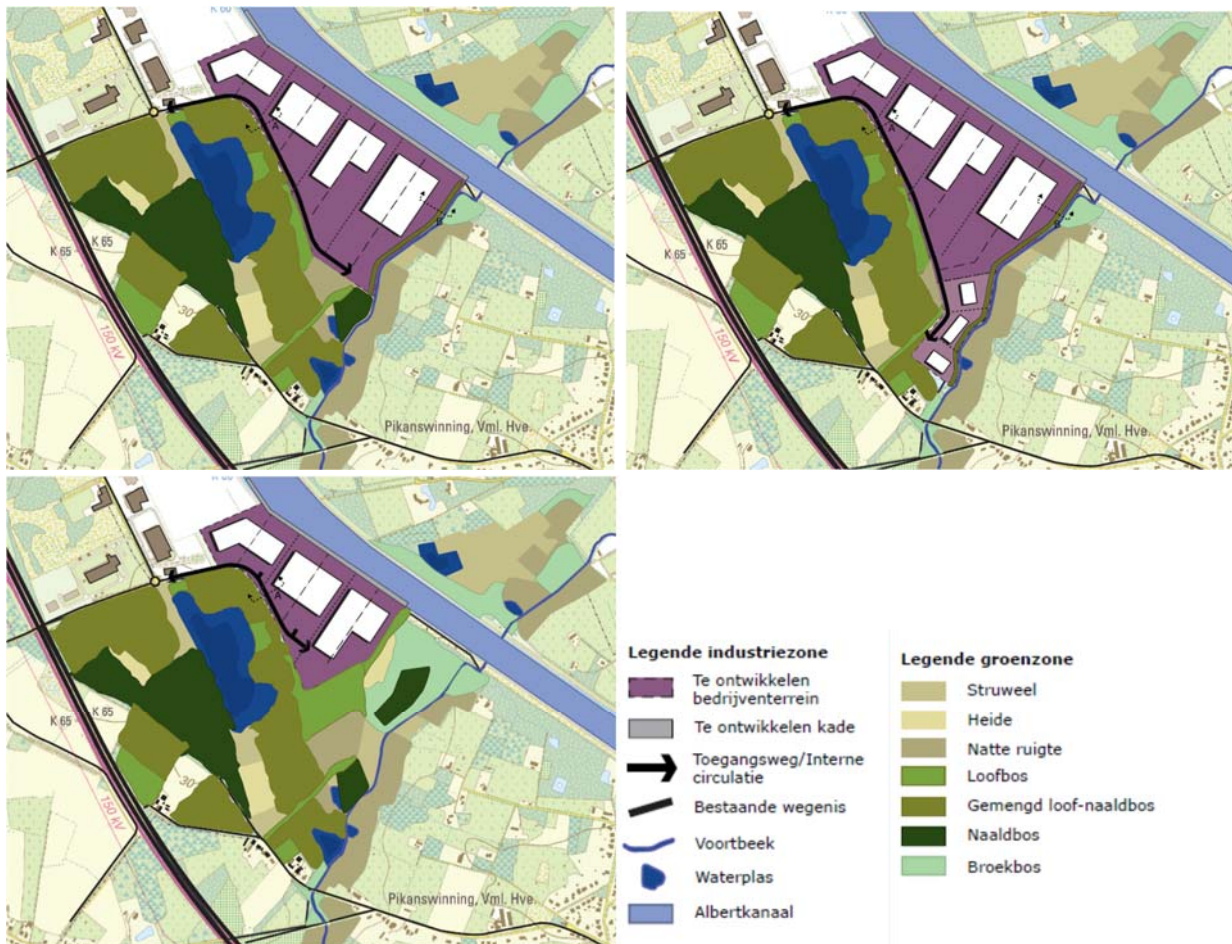 K 60
K 65
K 65
30
150 kV
A
B
Pikanswinning, Vml. Hve.
K 65
K 65
30
150 kV
A
B
Pikanswinning, Vml. Hve.
K 60
K 65
K 65
30
150 kV
A
Pikanswinning, Vml. Hve.
Legende industriezone
Te ontwikkelen
bedrijventerrein
Te ontwikkelen kade
Toegangsweg/Interne
circulatie
Bestaande wegenis
Voortbeek
Waterplas
Albertkanaal
Legende groenzone
Struweel
Heide
Natte ruigte
Loofbos
Gemengd loof-naaldbos
Naaldbos
Broekbos